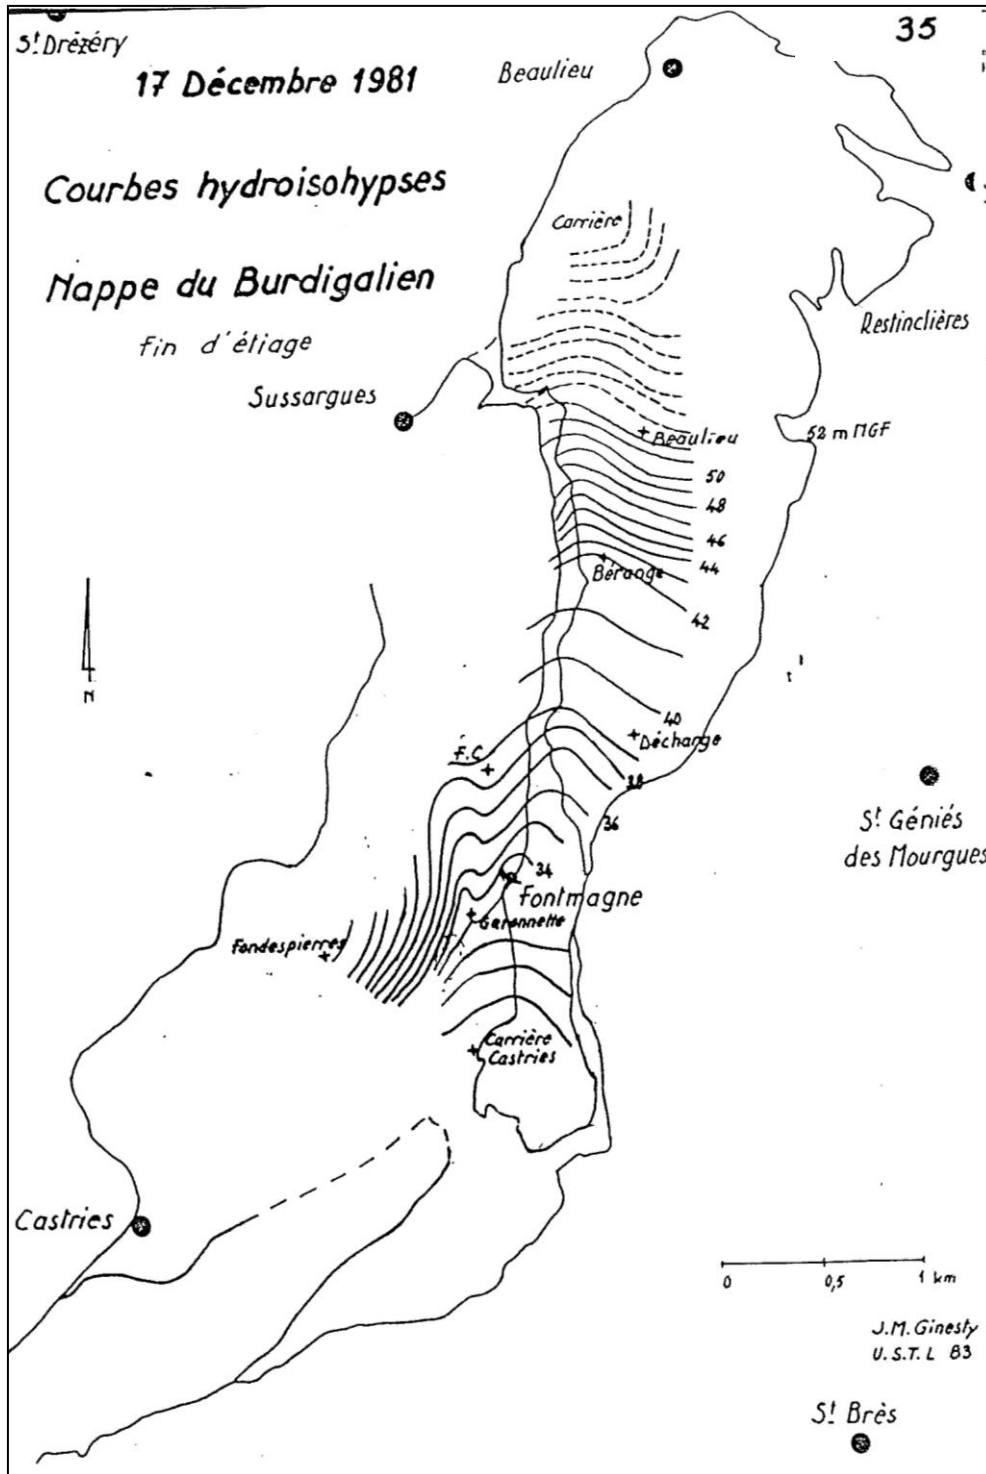 35
St Drézéry
Beaulieu
17 Décembre 1981
Courbes hydroisohypses
Carrière
Nappe du Burdigalien
Restinclières
fin d'étiage
Sussargues
+Beaulieu
52 m NGF
50
48
46
44
Bérange
42
N
40
+Décharge
F.C
+
38
36
St Géniés
des Mourgues
34
Fontmagne
+Garonnette
Fondespierres
+
Carrière
Castries
+
Castries
0 0,5 1 km
J.M. Ginesty
U.S.T.L 83
St Brès